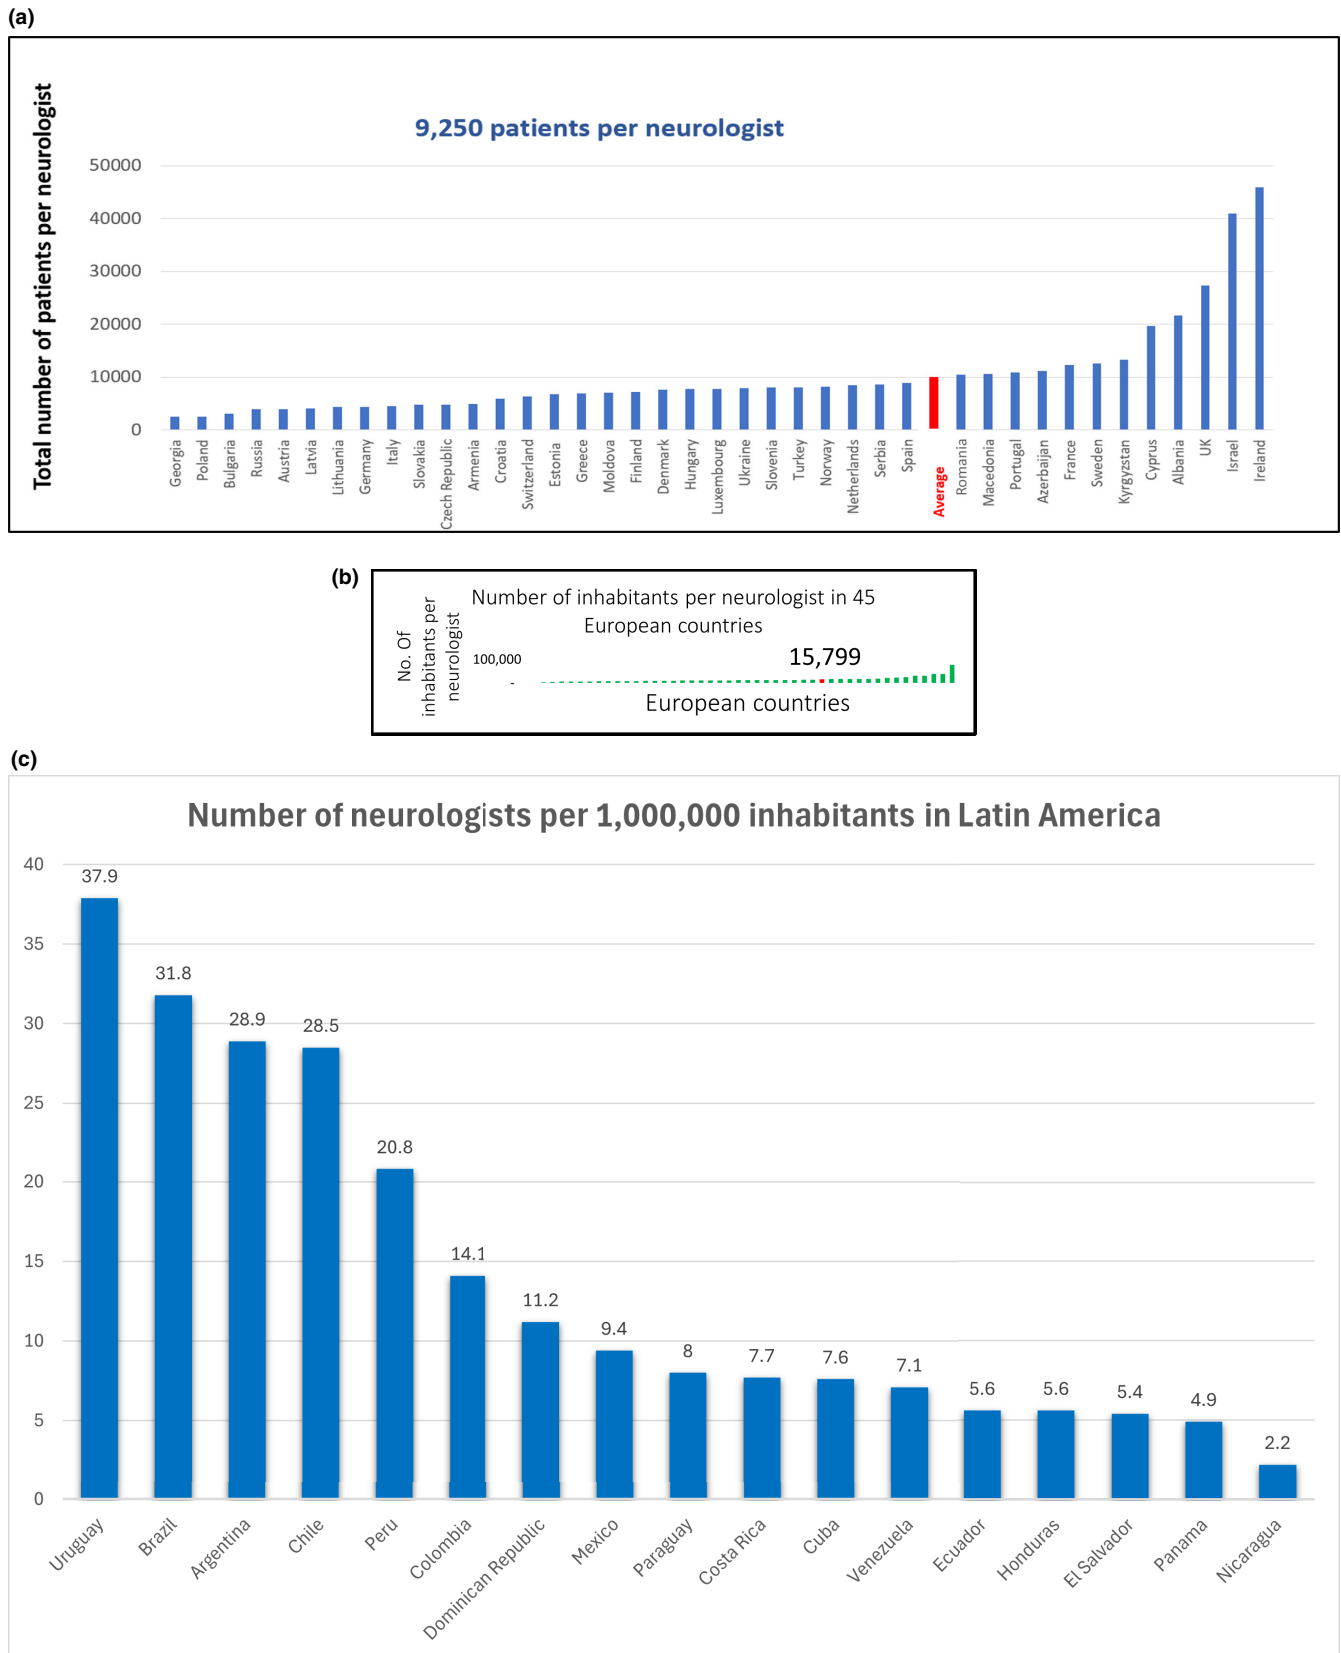 (a)
Total number of patients per neurologist
9,250 patients per neurologist
50000
40000
30000
20000
10000
0
Georgia
Poland
Bulgaria
Russia
Austria
Latvia
Lithuania
Germany
Italy
Slovakia
Czech Republic
Armenia
Croatia
Switzerland
Estonia
Greece
Moldova
Finland
Denmark
Hungary
Luxembourg
Ukraine
Slovenia
Turkey
Norway
Netherlands
Serbia
Spain
Average
Romania
Macedonia
Portugal
Azerbaijan
France
Sweden
Kyrgyzstan
Cyprus
Albania
UK
Israel
Ireland
(b)
Number of inhabitants per neurologist in 45
European countries
No. Of
inhabitants per
neurologist
100,000
-
15,799
European countries
(c)
Number of neurologists per 1,000,000 inhabitants in Latin America
40
35
30
25
20
15
10
5
0
37.9
31.8
28.9
28.5
20.8
14.1
11.2
9.4
8
7.7
7.6
7.1
5.6
5.6
5.4
4.9
2.2
Uruguay
Brazil
Argentina
Chile
Peru
Colombia
Dominican Republic
Mexico
Paraguay
Costa Rica
Cuba
Venezuela
Ecuador
Honduras
El Salvador
Panama
Nicaragua